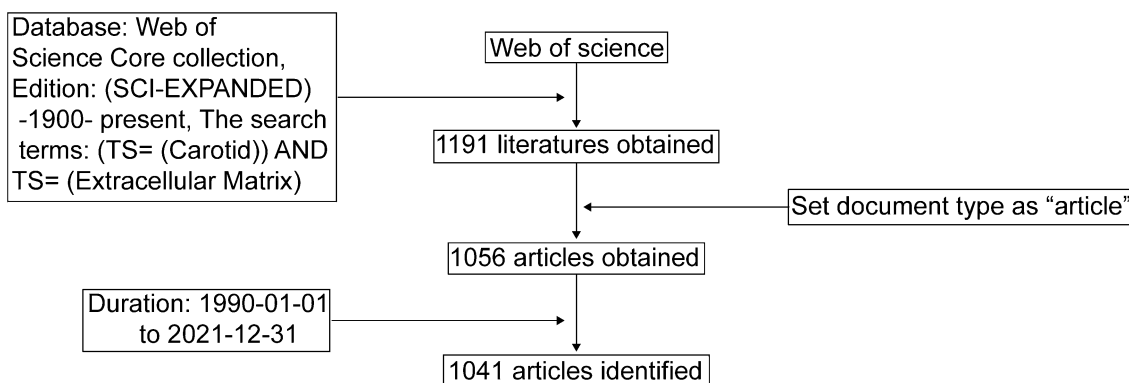 Database: Web of
Science Core collection,
Edition: (SCI-EXPANDED)
-1900- present, The search
terms: (TS= (Carotid)) AND
TS= (Extracellular Matrix)
Web of science
1191 literatures obtained
Set document type as “article”
1056 articles obtained
Duration: 1990-01-01
to 2021-12-31
1041 articles identified